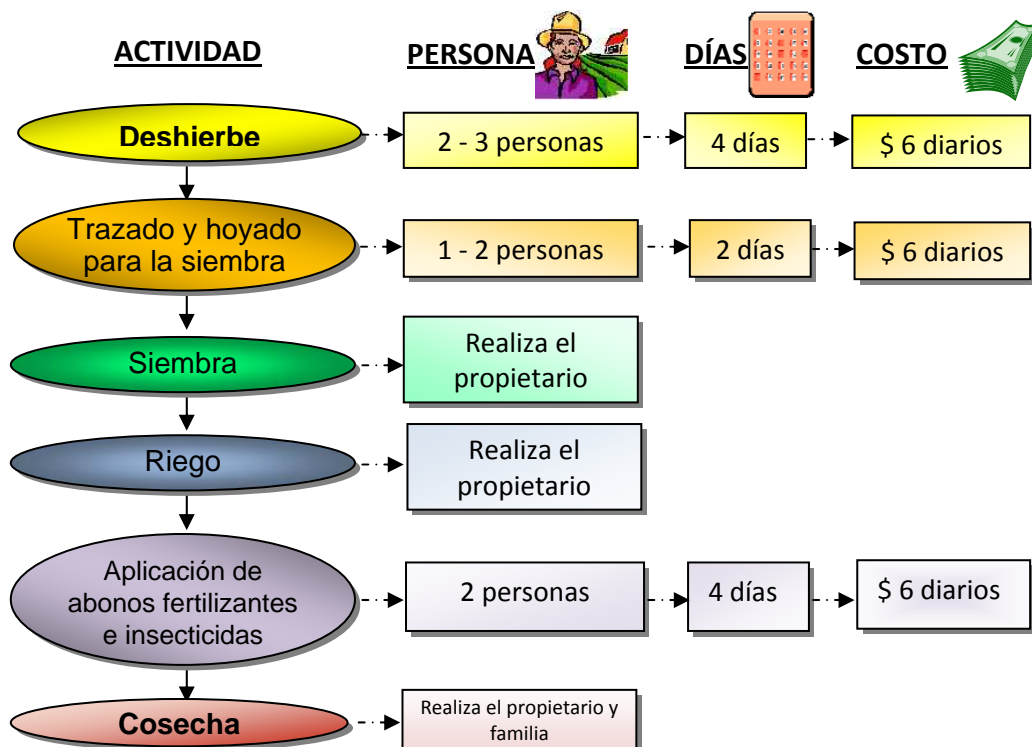 ACTIVIDAD PERSONA DÍAS COSTO
Deshierbe 2 - 3 personas 4 días $ 6 diarios
Trazado y hoyado
para la siembra
1 - 2 personas 2 días $ 6 diarios
Siembra
Realiza el
propietario
Riego
Realiza el
propietario
Aplicación de
abonos fertilizantes
e insecticidas
2 personas 4 días $ 6 diarios
Cosecha
Realiza el propietario y
familia